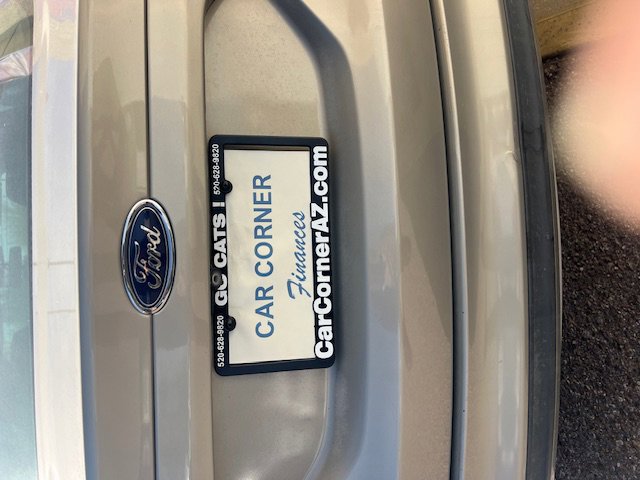 Ford
520-628-9820 GO CATS ! 520-628-9820
CAR CORNER
Finances
CarCornerAZ.com